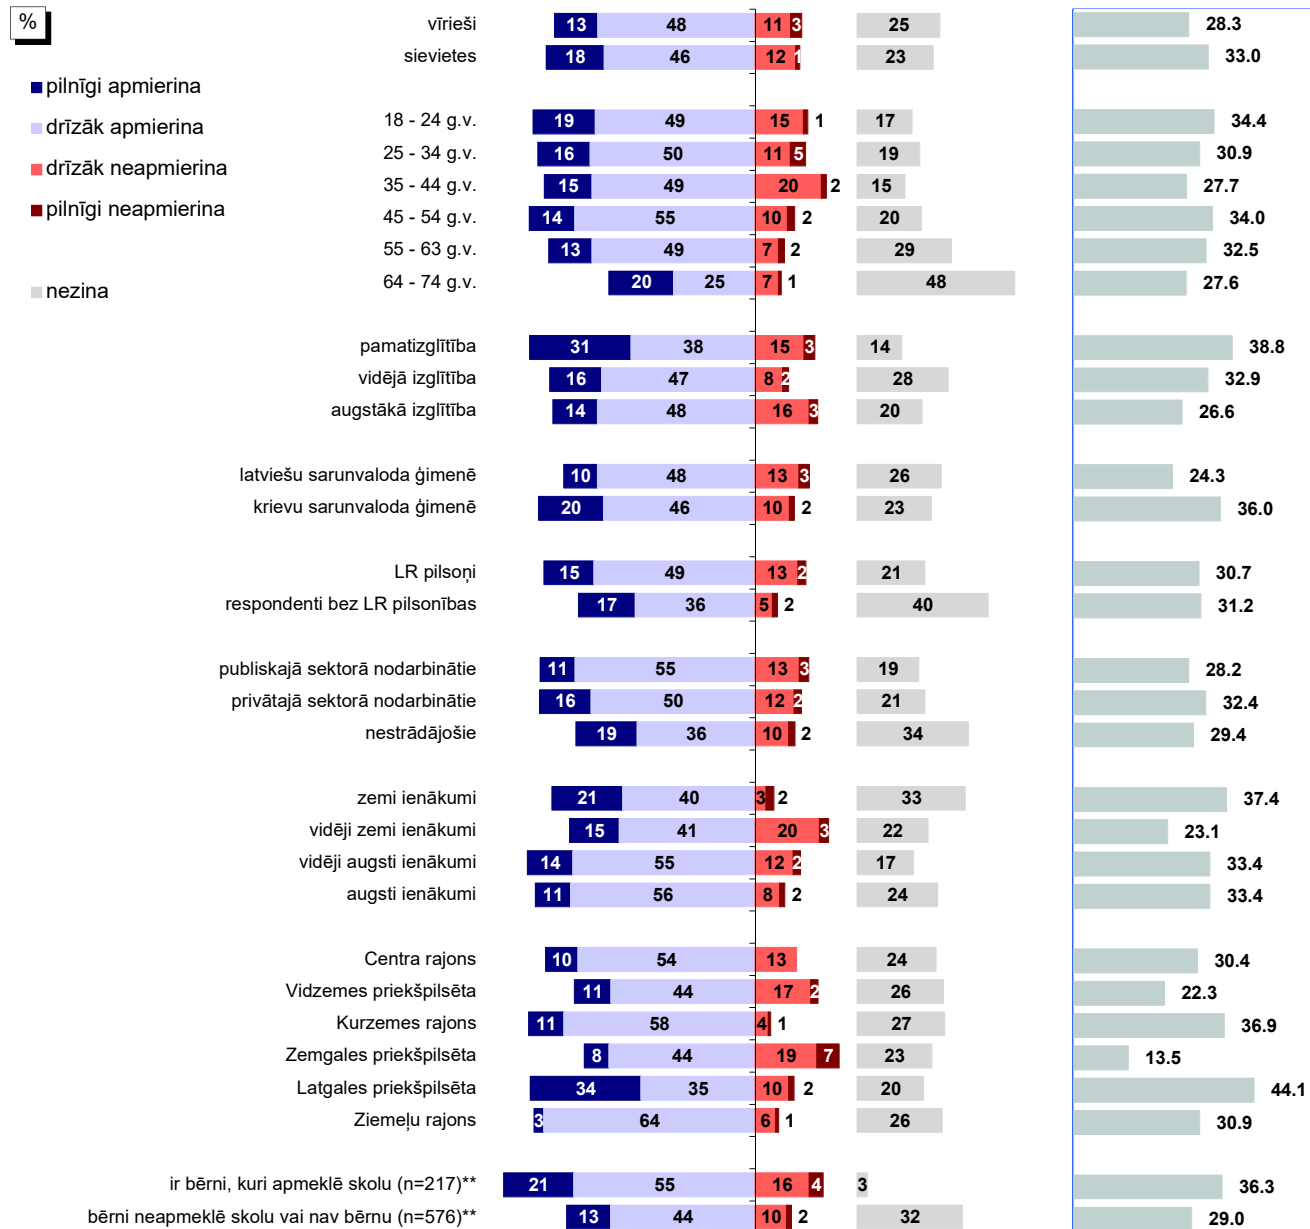 %
pilnīgi apmierina
drīzāk apmierina
drīzāk neapmierina
pilnīgi neapmierina
nezina
vīrieši 13 48 11 3 25 28.3
sievietes 18 46 12 1 23 33.0
18 - 24 g.v. 19 49 15 1 17 34.4
25 - 34 g.v. 16 50 11 5 19 30.9
35 - 44 g.v. 15 49 20 2 15 27.7
45 - 54 g.v. 14 55 10 2 20 34.0
55 - 63 g.v. 13 49 7 2 29 32.5
64 - 74 g.v. 20 25 7 1 48 27.6
pamatizglītība 31 38 15 3 14 38.8
vidējā izglītība 16 47 8 2 28 32.9
augstākā izglītība 14 48 16 3 20 26.6
latviešu sarunvaloda ģimenē 10 48 13 3 26 24.3
krievu sarunvaloda ģimenē 20 46 10 2 23 36.0
LR pilsoņi 15 49 13 2 21 30.7
respondenti bez LR pilsonības 17 36 5 2 40 31.2
publiskajā sektorā nodarbinātie 11 55 13 3 19 28.2
privātajā sektorā nodarbinātie 16 50 12 2 21 32.4
nestrādājošie 19 36 10 2 34 29.4
zemi ienākumi 21 40 3 2 33 37.4
vidēji zemi ienākumi 15 41 20 3 22 23.1
vidēji augsti ienākumi 14 55 12 2 17 33.4
augsti ienākumi 11 56 8 2 24 33.4
Centra rajons 10 54 13 24 30.4
Vidzemes priekšpilsēta 11 44 17 2 26 22.3
Kurzemes rajons 11 58 4 1 27 36.9
Zemgales priekšpilsēta 8 44 19 7 23 13.5
Latgales priekšpilsēta 34 35 10 2 20 44.1
Ziemeļu rajons 3 64 6 1 26 30.9
ir bērni, kuri apmeklē skolu (n=217)** 21 55 16 4 3 36.3
bērni neapmeklē skolu vai nav bērnu (n=576)** 13 44 10 2 32 29.0